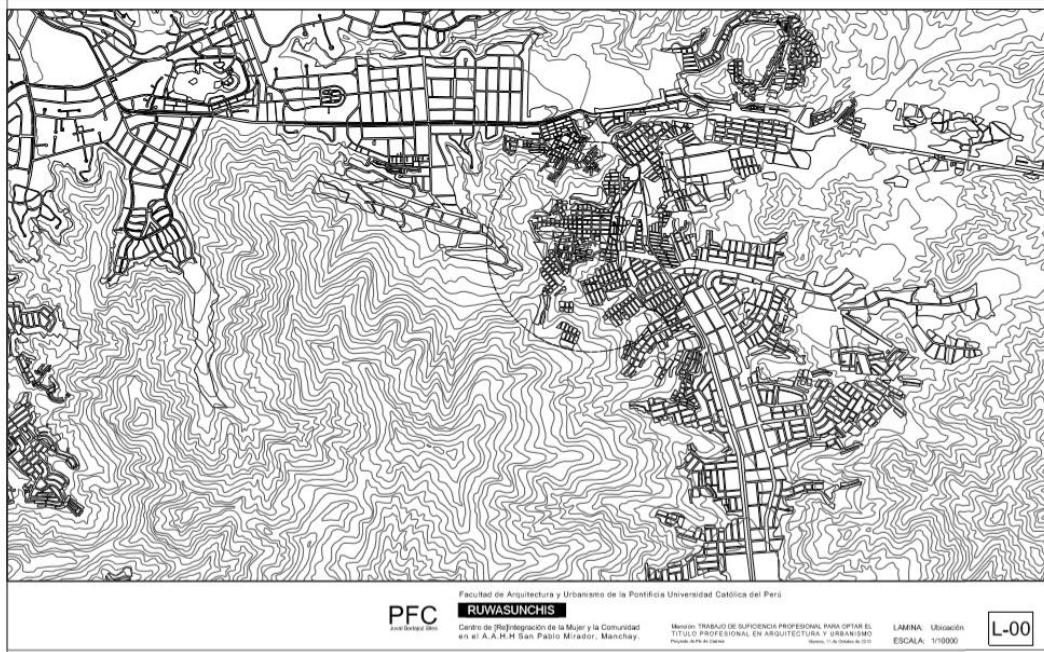 Facultad de Arquitectura y Urbanismo de la Pontificia Universidad Católica del Perú
PFC
RUWASUNCHIS
Centro de [Re]Integración de la Mujer y la Comunidad
en el A.A.H.H San Pablo Mirador, Manchay.
Mención: TRABAJO DE SUFICIENCIA PROFESIONAL PARA OPTAR EL
TITULO PROFESIONAL EN ARQUITECTURA Y URBANISMO
LAMINA: Ubicación
ESCALA: 1/10000
L-00